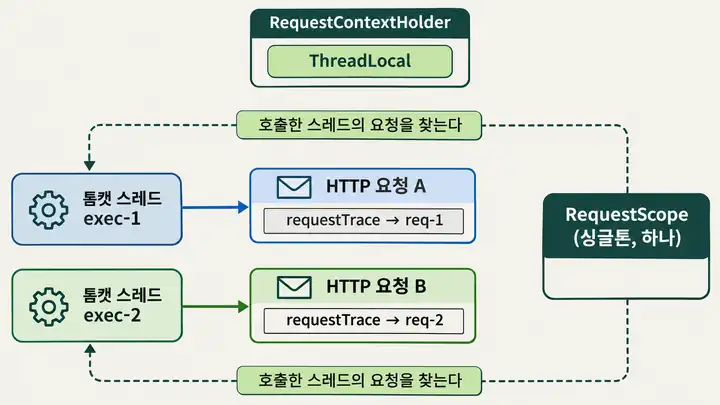 RequestContextHolder
ThreadLocal
호출한 스레드의 요청을 찾는다
톰캣 스레드
exec-1
HTTP 요청 A
requestTrace → req-1
RequestScope
(싱글톤, 하나)
톰캣 스레드
exec-2
HTTP 요청 B
requestTrace → req-2
호출한 스레드의 요청을 찾는다